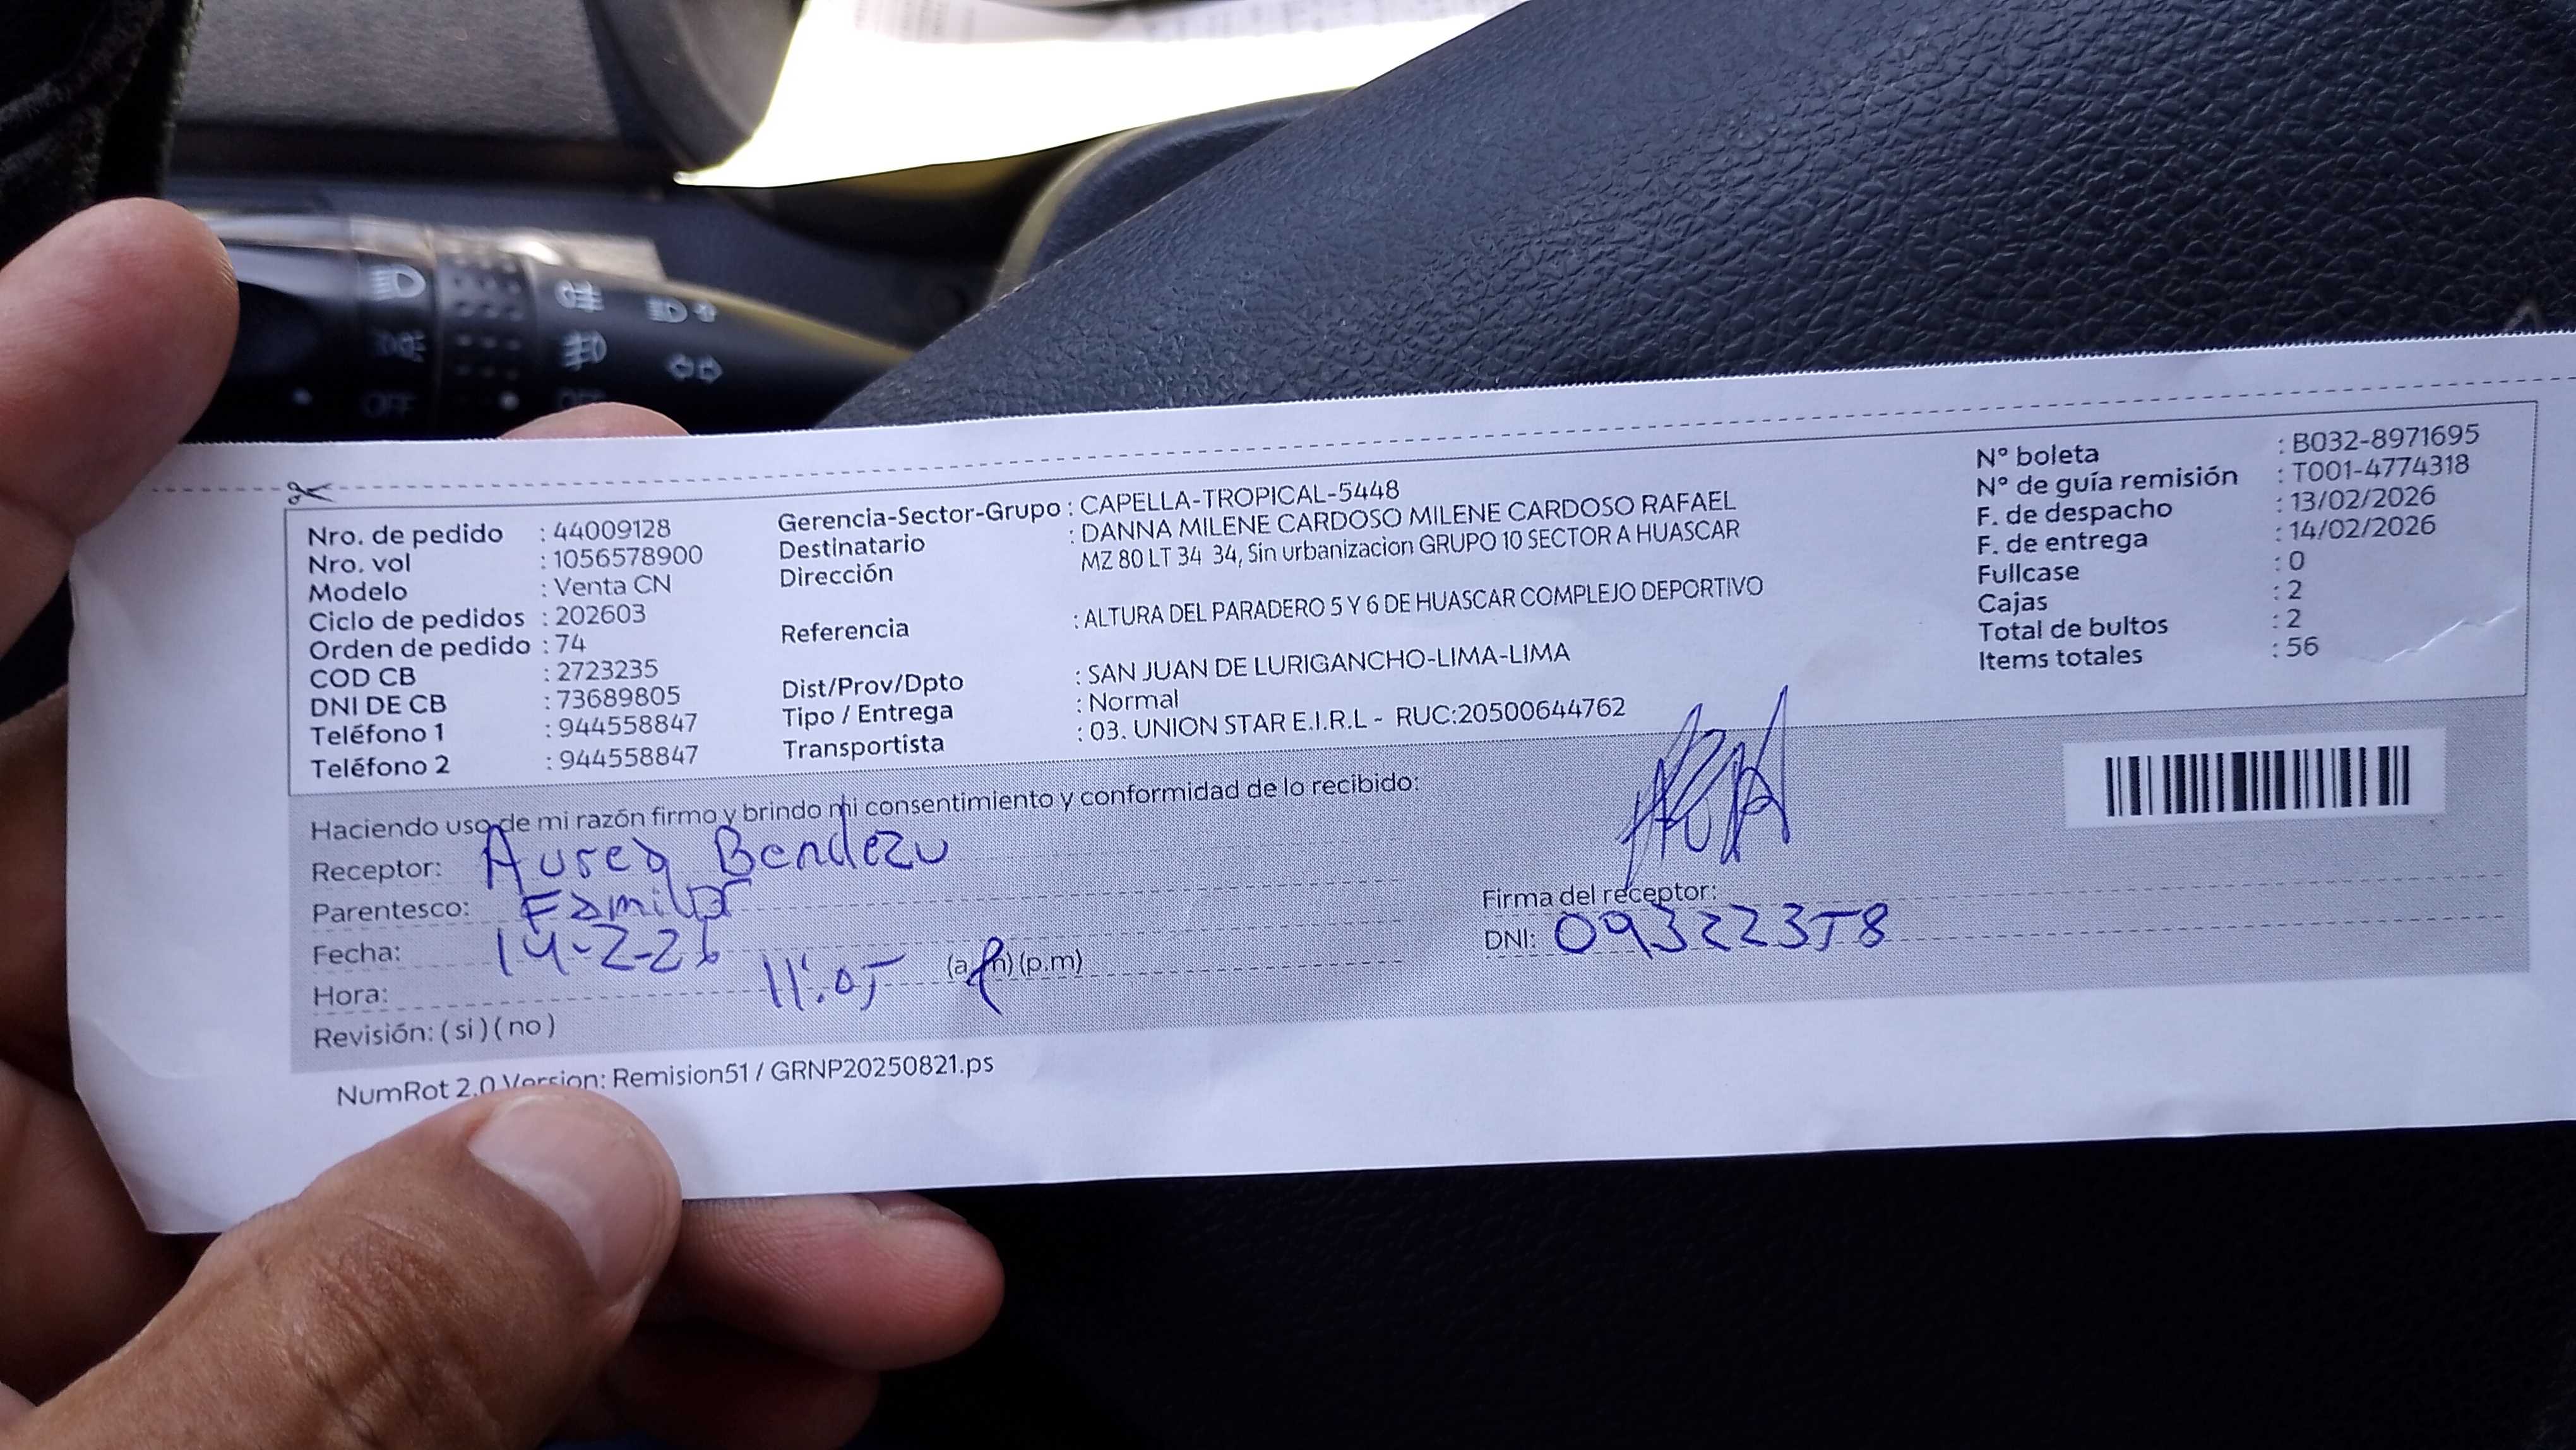 Nro. de pedido : 44009128
Nro. vol : 1056578900
Modelo : Venta CN
Ciclo de pedidos : 202603
Orden de pedido : 74
COD CB : 2723235
DNI DE CB : 73689805
Teléfono 1 : 944558847
Teléfono 2 : 944558847
Gerencia-Sector-Grupo : CAPELLA-TROPICAL-5448
Destinatario : DANNA MILENE CARDOSO MILENE CARDOSO RAFAEL
Dirección MZ 80 LT 34 34, Sin urbanizacion GRUPO 10 SECTOR A HUASCAR
Referencia : ALTURA DEL PARADERO 5 Y 6 DE HUASCAR COMPLEJO DEPORTIVO
Dist/Prov/Dpto : SAN JUAN DE LURIGANCHO-LIMA-LIMA
Tipo / Entrega : Normal
Transportista : 03. UNION STAR E.I.R.L - RUC:20500644762
N° boleta : B032-8971695
N° de guía remisión : T001-4774318
F. de despacho : 13/02/2026
F. de entrega : 14/02/2026
Fullcase : 0
Cajas : 2
Total de bultos : 2
Items totales : 56
Haciendo uso de mi razón firmo y brindo mi consentimiento y conformidad de lo recibido:
Receptor: Aurea Bendezu
Parentesco: Familiar
Fecha: 14-2-26
Hora: 11:05 (a.m) (p.m)
Revisión: ( si ) ( no )
Firma del receptor:
DNI: 09322358
NumRot 2.0 Version: Remision51 / GRNP20250821.ps
OFF